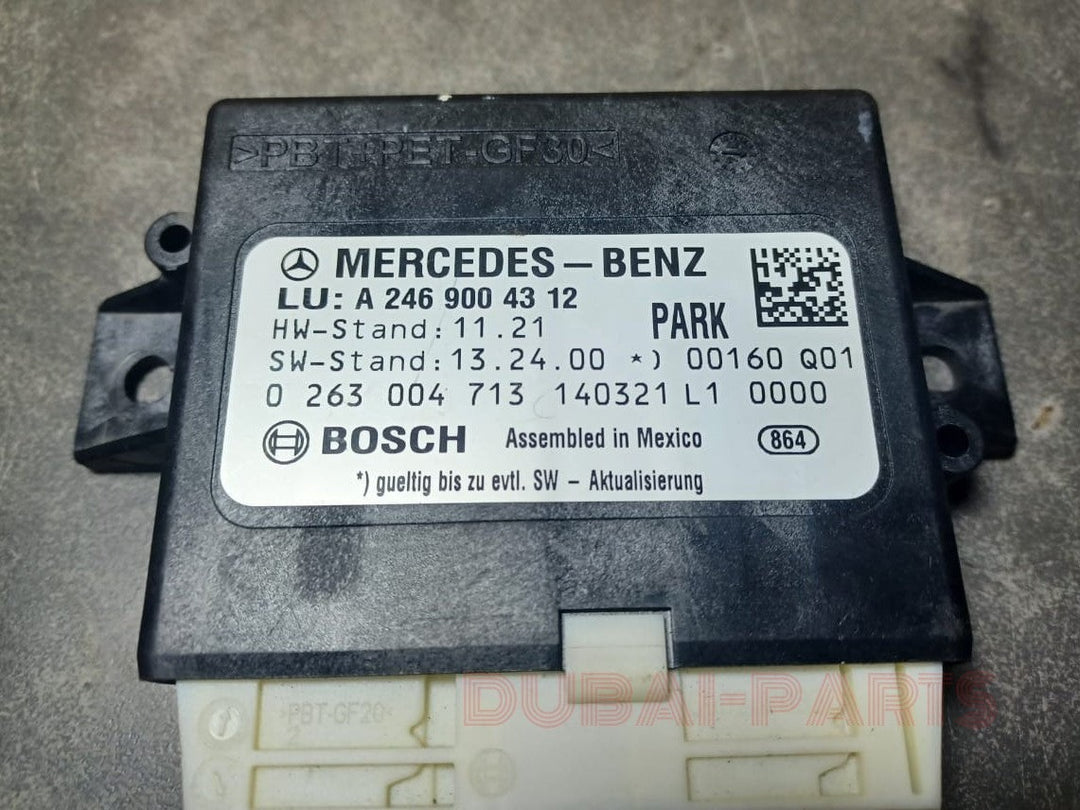 >PBT+PET-GF30<
MERCEDES-BENZ
LU: A 246 900 43 12
HW-Stand: 11.21 PARK
SW-Stand: 13.24.00 *) 00160 Q01
0 263 004 713 140321 L1 0000
BOSCH Assembled in Mexico 864
*) gueltig bis zu evtl. SW - Aktualisierung
DUBAI-PARTS
>PBT-GF20<
2